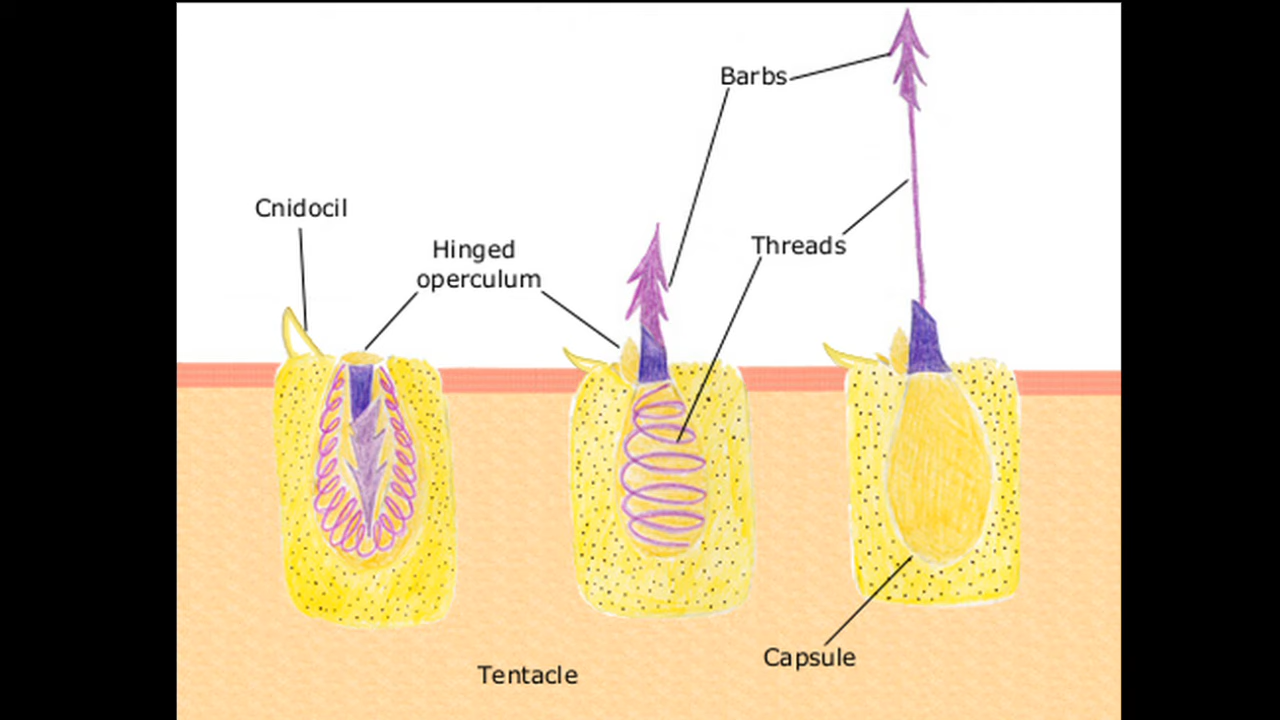 Barbs
Cnidocil
Hinged
operculum
Threads
Capsule
Tentacle